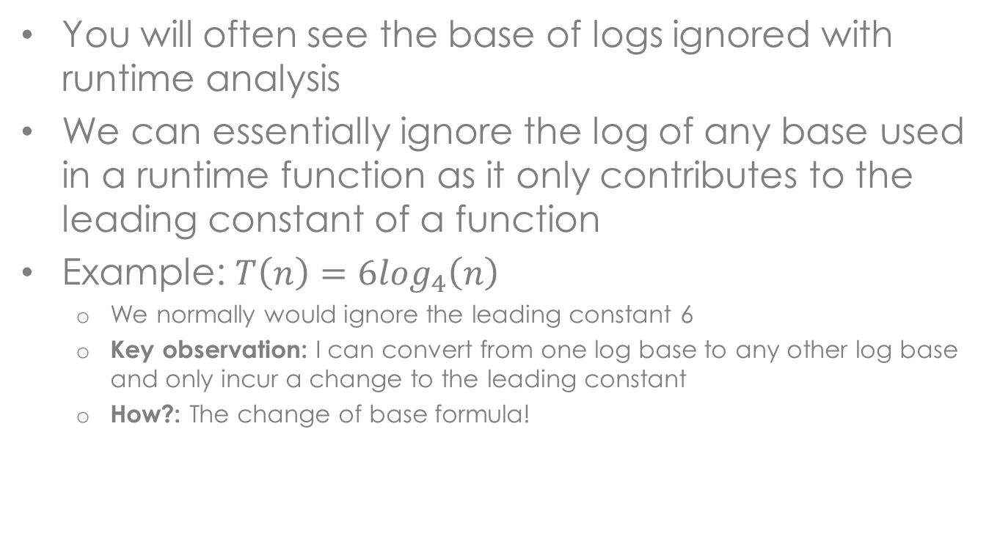 • You will often see the base of logs ignored with
runtime analysis
• We can essentially ignore the log of any base used
in a runtime function as it only contributes to the
leading constant of a function
• Example: T(n) = 6log₄(n)
o We normally would ignore the leading constant 6
o Key observation: I can convert from one log base to any other log base
and only incur a change to the leading constant
o How?: The change of base formula!